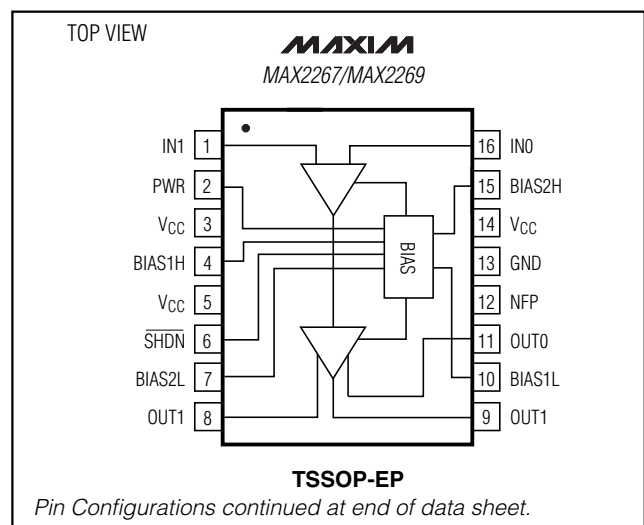 TOP VIEW
MAXIM
MAX2267/MAX2269
IN1 1
16 IN0
PWR 2
15 BIAS2H
VCC 3
14 VCC
BIAS1H 4
13 GND
VCC 5
12 NFP
SHDN 6
11 OUT0
BIAS2L 7
10 BIAS1L
OUT1 8
9 OUT1
BIAS
TSSOP-EP
Pin Configurations continued at end of data sheet.